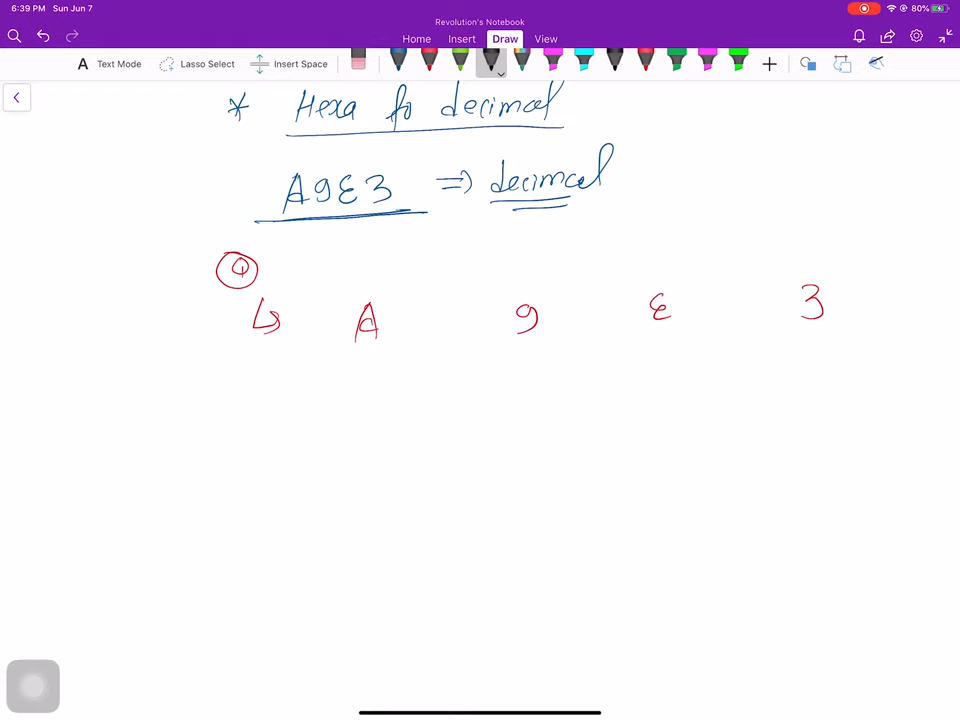 6:39 PM Sun Jun 7 80%
Revolution's Notebook
Home Insert Draw View
A Text Mode Lasso Select Insert Space
* Hexa to decimal
A9E3 ⇒ decimal
Q
↳ A 9 E 3